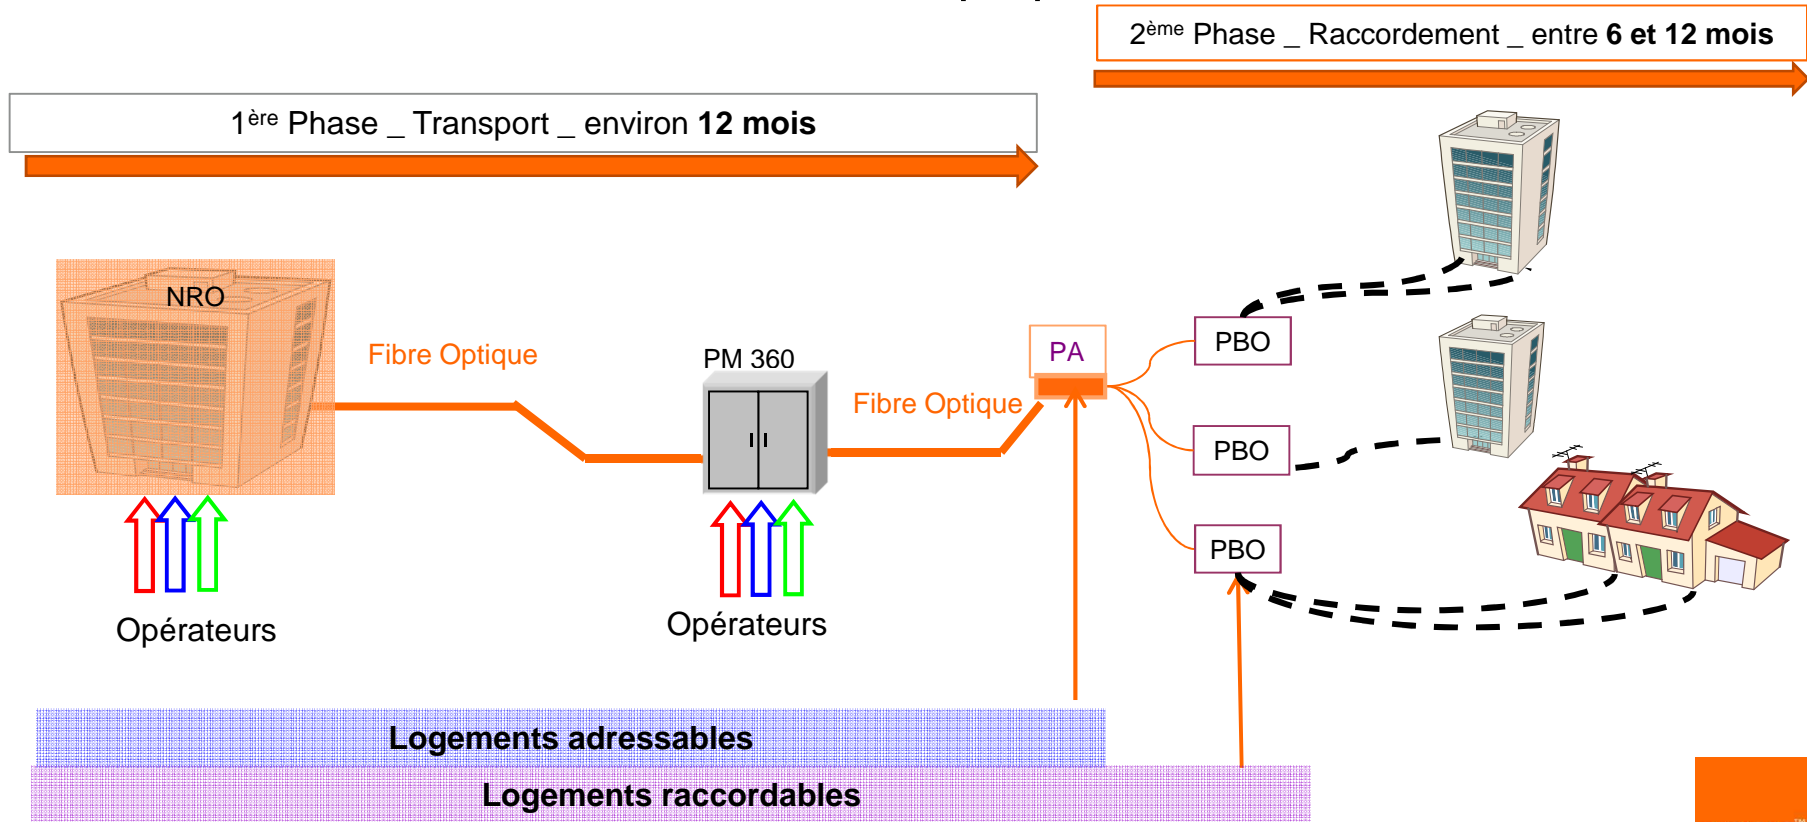 2ème Phase _ Raccordement _ entre 6 et 12 mois
1ère Phase _ Transport _ environ 12 mois
NRO
Fibre Optique
PM 360
Fibre Optique
PA
PBO
PBO
PBO
Opérateurs
Opérateurs
Logements adressables
Logements raccordables